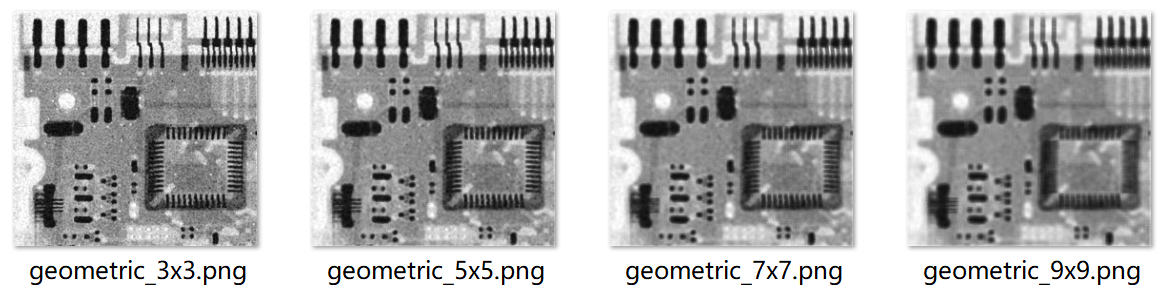 geometric_3x3.png
geometric_5x5.png
geometric_7x7.png
geometric_9x9.png